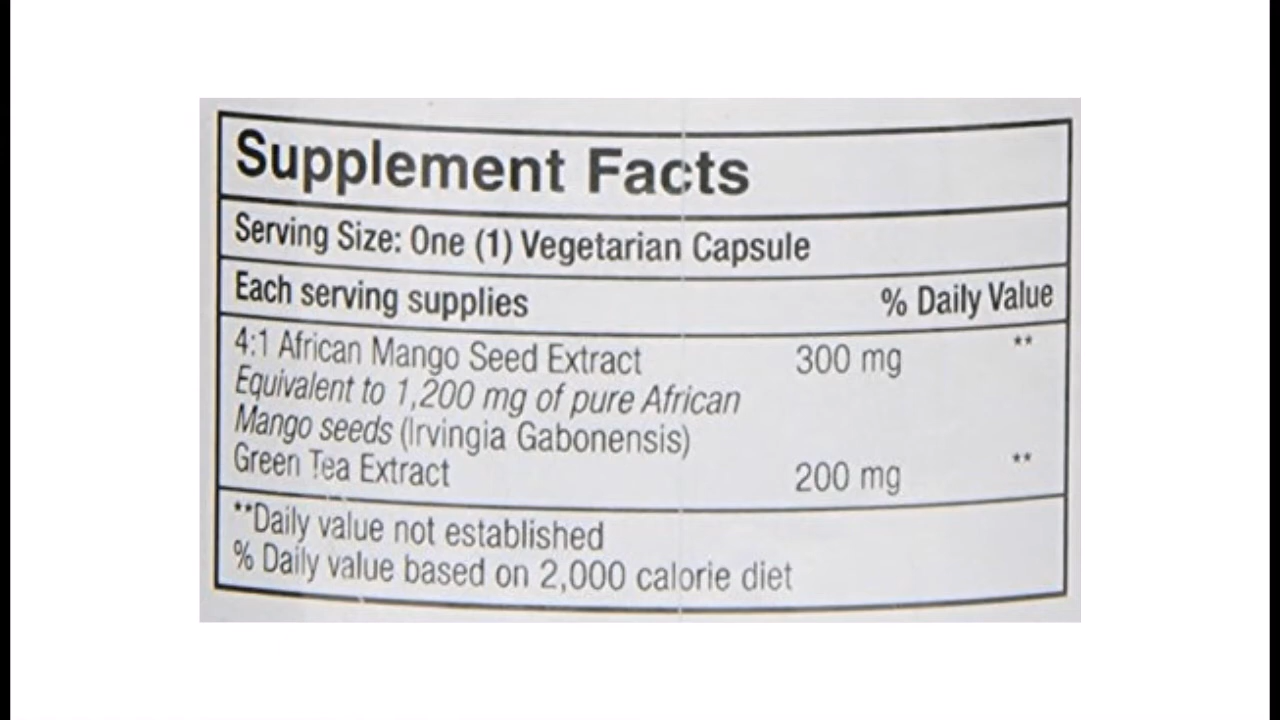 Supplement Facts
Serving Size: One (1) Vegetarian Capsule
Each serving supplies % Daily Value
4:1 African Mango Seed Extract 300 mg **
Equivalent to 1,200 mg of pure African
Mango seeds (Irvingia Gabonensis)
Green Tea Extract 200 mg **
**Daily value not established
% Daily value based on 2,000 calorie diet